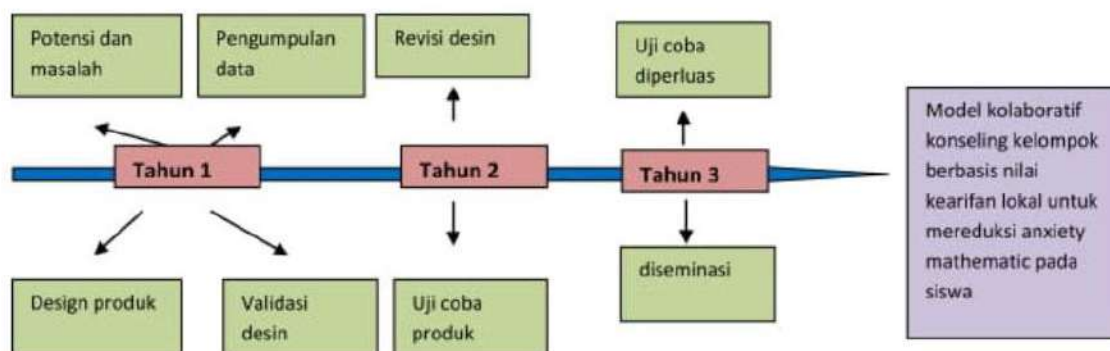 Potensi dan
masalah
Pengumpulan
data
Revisi desin
Uji coba
diperluas
Model kolaboratif
konseling kelompok
berbasis nilai
kearifan lokal untuk
mereduksi anxiety
mathematic pada
siswa
Tahun 1
Tahun 2
Tahun 3
Design produk
Validasi
desin
Uji coba
produk
diseminasi